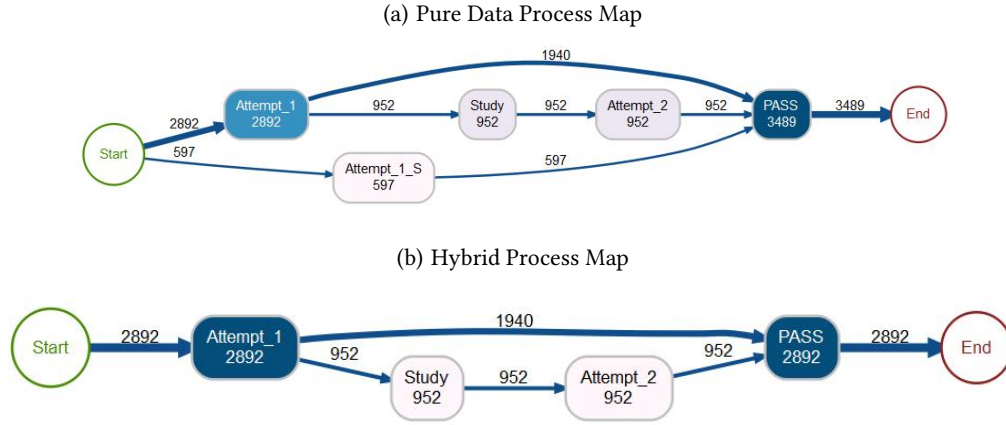 (a) Pure Data Process Map
1940
Attempt_1
2892
952
Study
952
952
Attempt_2
952
952
PASS
3489
3489
End
2892
Start
597
Attempt_1_S
597
597
(b) Hybrid Process Map
Start
2892
Attempt_1
2892
1940
PASS
2892
2892
End
952
Study
952
952
Attempt_2
952
952